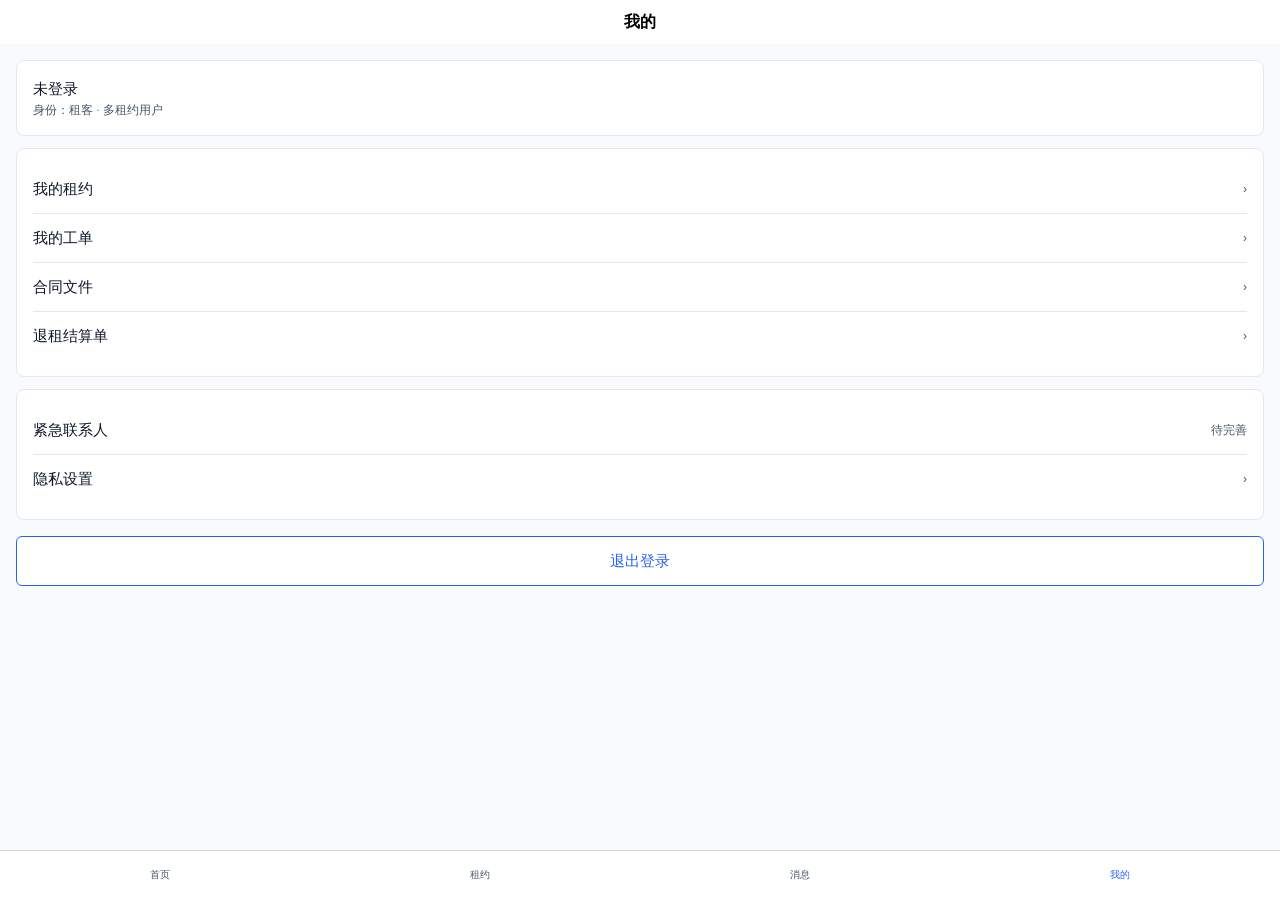 我的
未登录
身份：租客 · 多租约用户
我的租约 ›
我的工单 ›
合同文件 ›
退租结算单 ›
紧急联系人 待完善
隐私设置 ›
退出登录
首页 租约 消息 我的